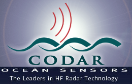 CODAR
OCEAN SENSORS
The Leaders in HF Radar Technology